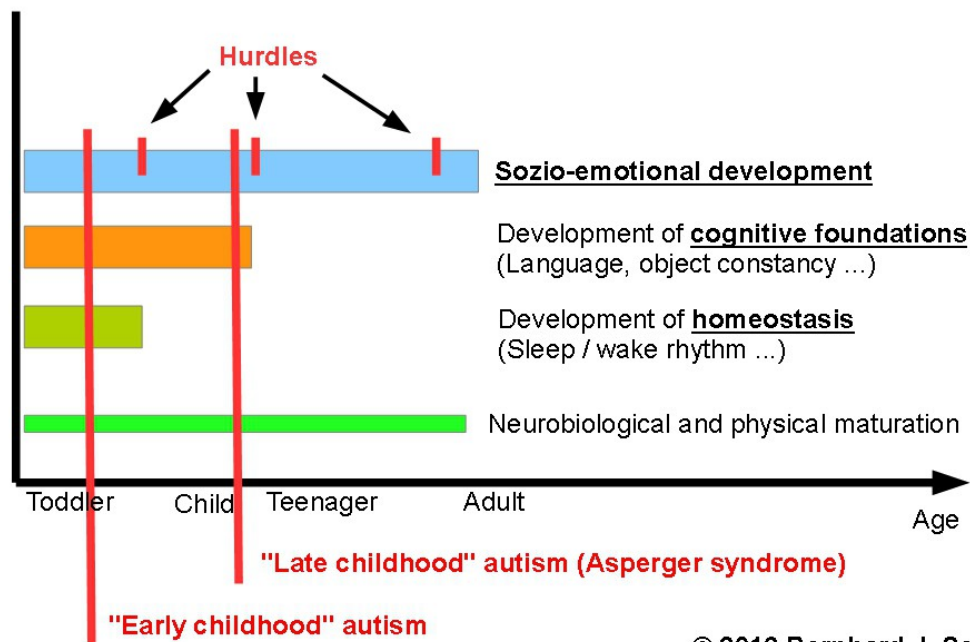 Hurdles
Sozio-emotional development
Development of cognitive foundations
(Language, object constancy ...)
Development of homeostasis
(Sleep / wake rhythm ...)
Neurobiological and physical maturation
Toddler Child Teenager Adult
Age
"Late childhood" autism (Asperger syndrome)
"Early childhood" autism